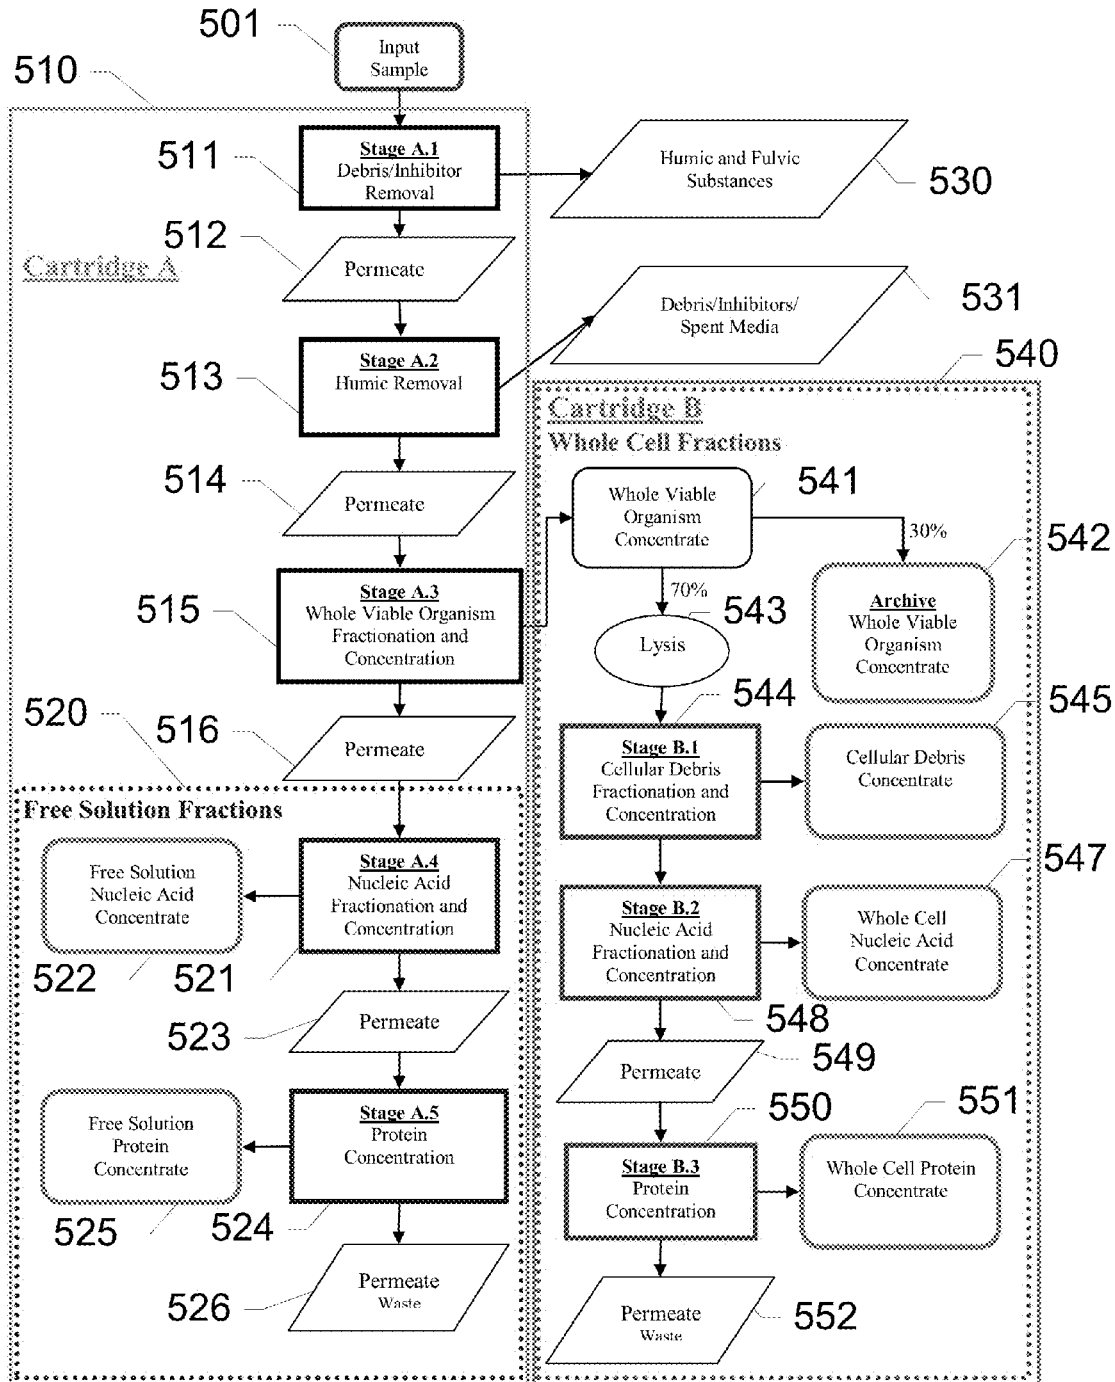 501
Input
Sample
510
511
Stage A.1
Debris/Inhibitor
Removal
Humic and Fulvic
Substances
530
512
Permeate
Cartridge A
Debris/Inhibitors/
Spent Media
531
513
Stage A.2
Humic Removal
540
Cartridge B
Whole Cell Fractions
514
Permeate
Whole Viable
Organism
Concentrate
541
30%
542
70%
515
Stage A.3
Whole Viable Organism
Fractionation and
Concentration
Lysis
543
Archive
Whole Viable
Organism
Concentrate
520
516
Permeate
544
545
Stage B.1
Cellular Debris
Fractionation and
Concentration
Cellular Debris
Concentrate
Free Solution Fractions
Free Solution
Nucleic Acid
Concentrate
Stage A.4
Nucleic Acid
Fractionation and
Concentration
547
Stage B.2
Nucleic Acid
Fractionation and
Concentration
Whole Cell
Nucleic Acid
Concentrate
522
521
548
523
Permeate
549
Permeate
Free Solution
Protein
Concentrate
Stage A.5
Protein
Concentration
550
551
Stage B.3
Protein
Concentration
Whole Cell Protein
Concentrate
525
524
526
Permeate
Waste
Permeate
Waste
552